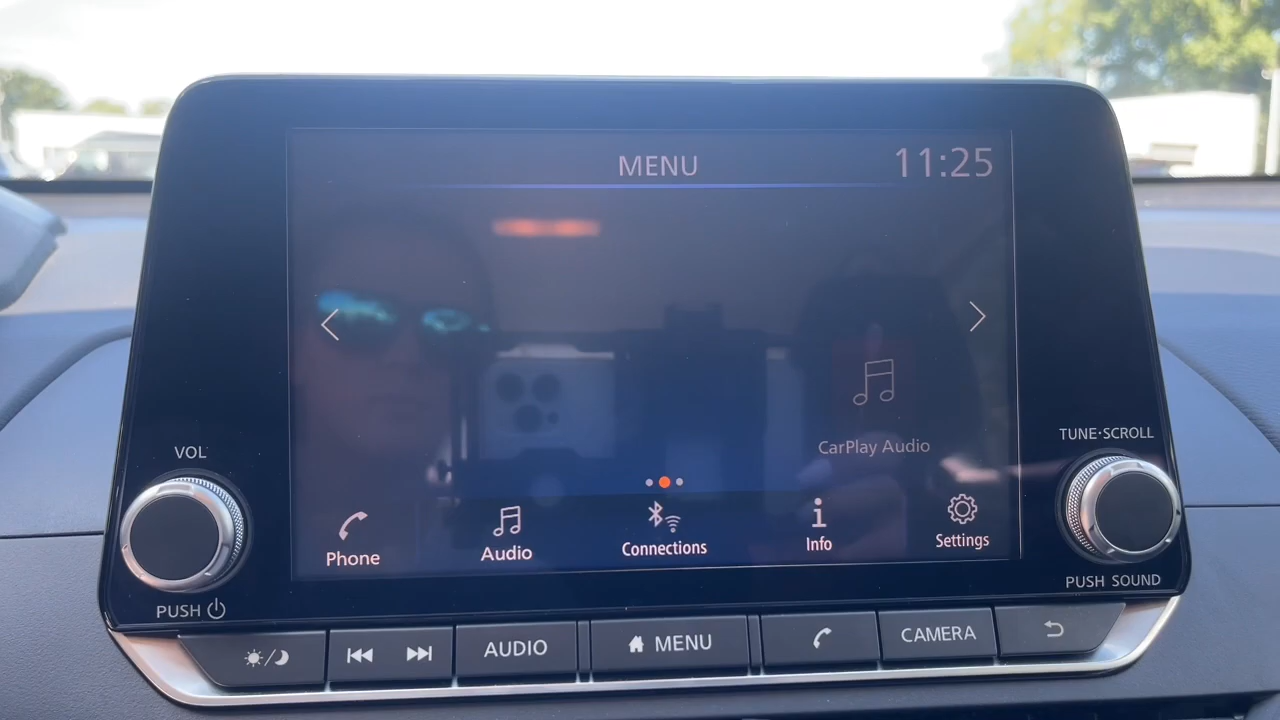 MENU
11:25
CarPlay Audio
Phone
Audio
Connections
Info
Settings
VOL
PUSH
TUNE·SCROLL
PUSH SOUND
AUDIO
MENU
CAMERA